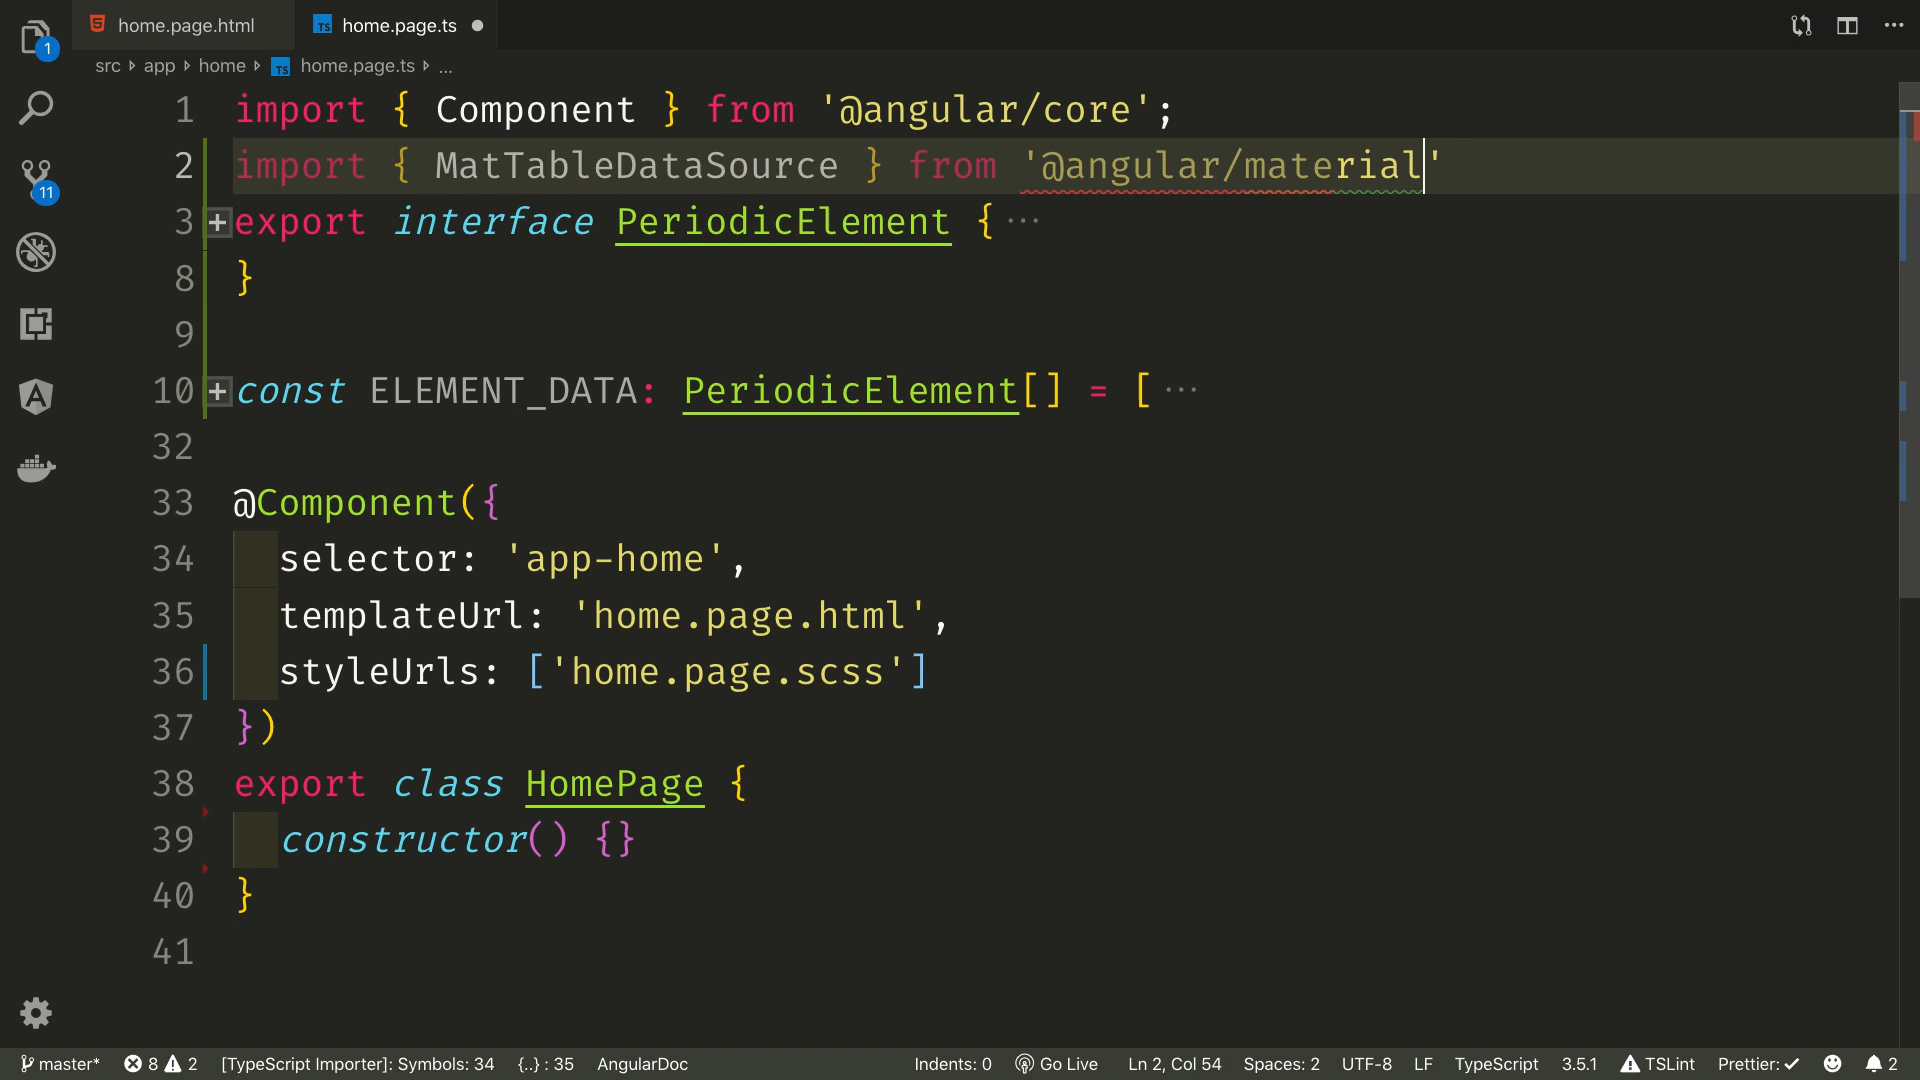 home.page.html
home.page.ts
src app home home.page.ts ...
1 import { Component } from '@angular/core';
2 import { MatTableDataSource } from '@angular/material'
3 export interface PeriodicElement { ···
8 }
9
10 const ELEMENT_DATA: PeriodicElement[] = [ ···
32
33 @Component({
34 selector: 'app-home',
35 templateUrl: 'home.page.html',
36 styleUrls: ['home.page.scss']
37 })
38 export class HomePage {
39 constructor() {}
40 }
41
1
11
master* 8 2 [TypeScript Importer]: Symbols: 34 {..} : 35 AngularDoc Indents: 0 Go Live Ln 2, Col 54 Spaces: 2 UTF-8 LF TypeScript 3.5.1 TSLint Prettier: ✓ 2